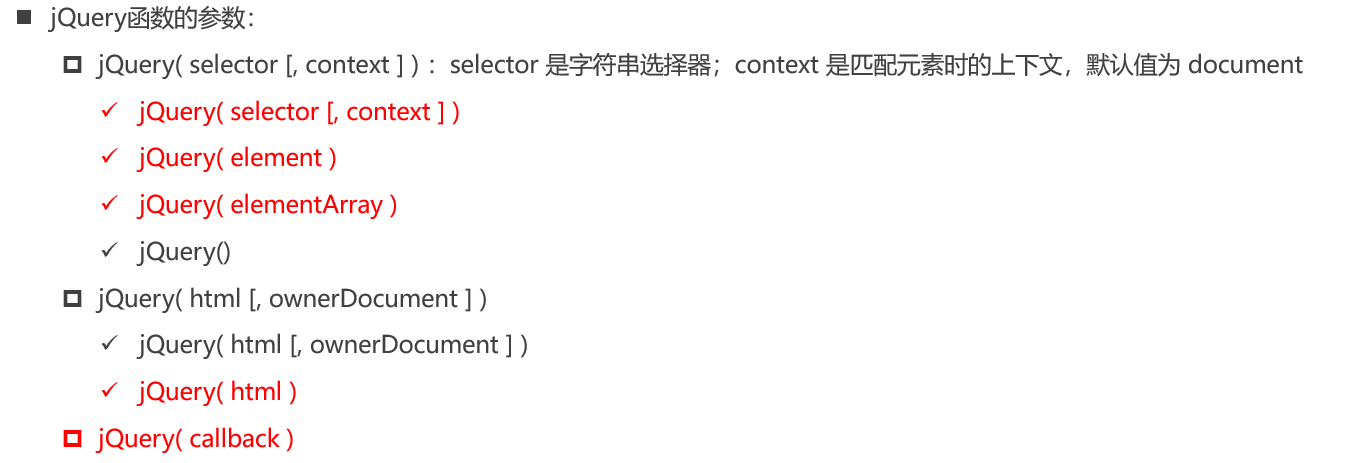 jQuery函数的参数：
jQuery( selector [, context ] ) ：selector 是字符串选择器；context 是匹配元素时的上下文，默认值为 document
jQuery( selector [, context ] )
jQuery( element )
jQuery( elementArray )
jQuery()
jQuery( html [, ownerDocument ] )
jQuery( html [, ownerDocument ] )
jQuery( html )
jQuery( callback )